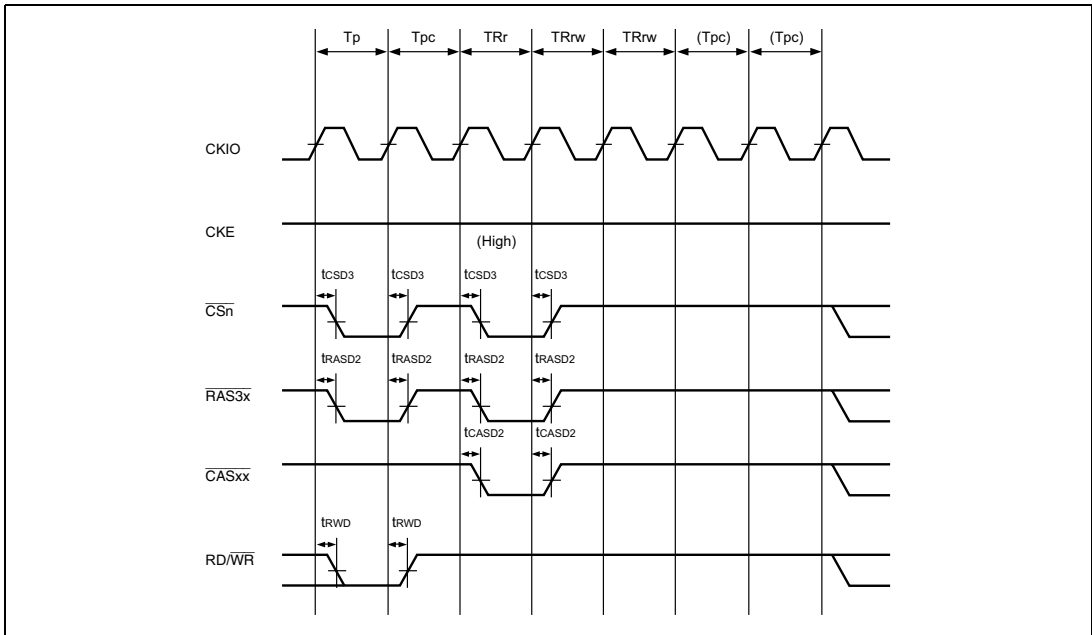 Tp Tpc TRr TRrw TRrw (Tpc) (Tpc)
CKIO
CKE
(High)
tCSD3 tCSD3 tCSD3 tCSD3
CSn
tRASD2 tRASD2 tRASD2 tRASD2
RAS3x
tCASD2 tCASD2
CASxx
tRWD tRWD
RD/WR